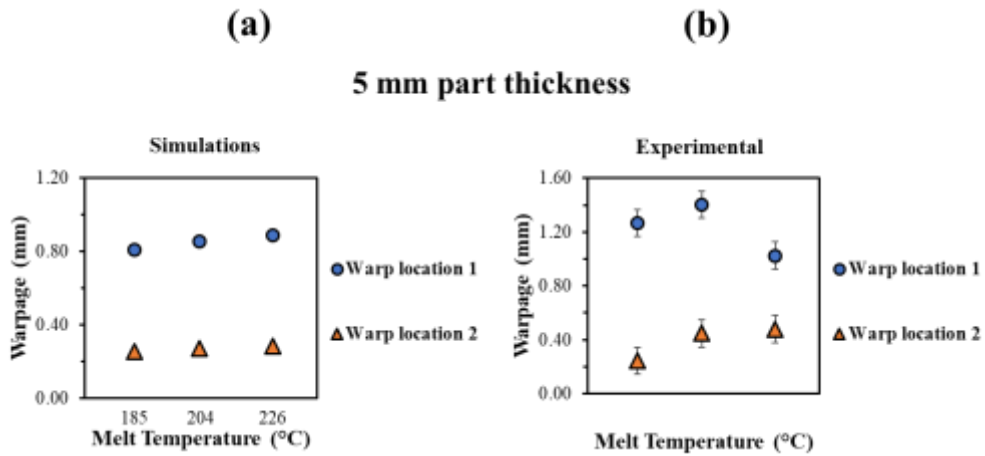 (a)
(b)
5 mm part thickness
Simulations
1.20
0.80
0.40
0.00
Warpage (mm)
185 204 226
Melt Temperature (°C)
Warp location 1
Warp location 2
Experimental
1.60
1.20
0.80
0.40
0.00
Warpage (mm)
Melt Temperature (°C)
Warp location 1
Warp location 2